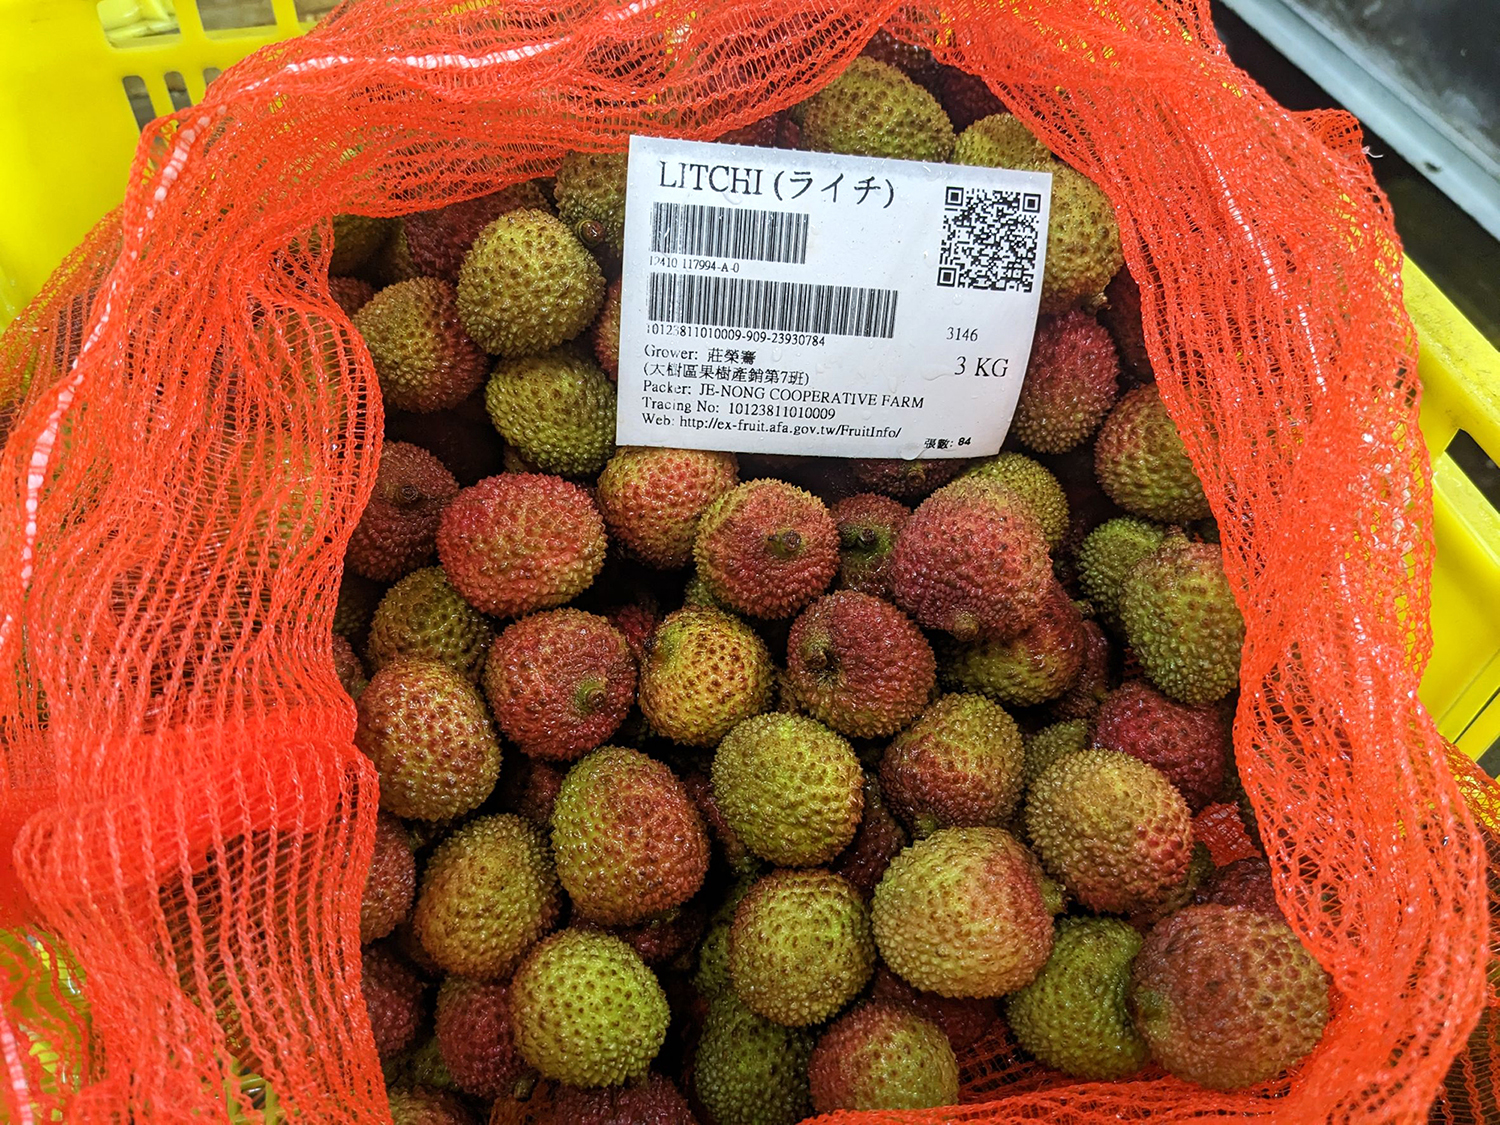 LITCHI (ライチ)
12410 117994-A-0
10123811010009-909-23930784
3146
3 KG
Grower: 莊榮騫
(大樹區果樹產銷第7班)
Packer: JE-NONG COOPERATIVE FARM
Tracing No: 10123811010009
Web: http://ex-fruit.afa.gov.tw/FruitInfo/
張數: 84